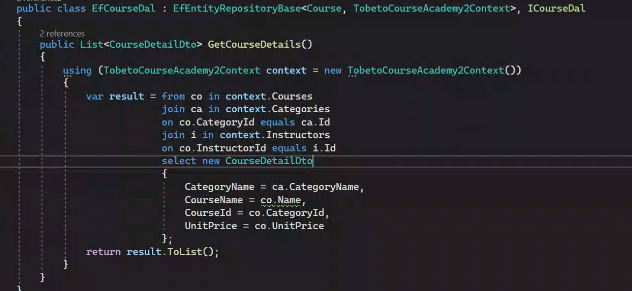 public class EfCourseDal : EfEntityRepositoryBase<Course, TobetoCourseAcademy2Context>, ICourseDal
{
2 references
public List<CourseDetailDto> GetCourseDetails()
{
using (TobetoCourseAcademy2Context context = new TobetoCourseAcademy2Context())
{
var result = from co in context.Courses
join ca in context.Categories
on co.CategoryId equals ca.Id
join i in context.Instructors
on co.InstructorId equals i.Id
select new CourseDetailDto
{
CategoryName = ca.CategoryName,
CourseName = co.Name,
CourseId = co.CategoryId,
UnitPrice = co.UnitPrice
};
return result.ToList();
}
}
}